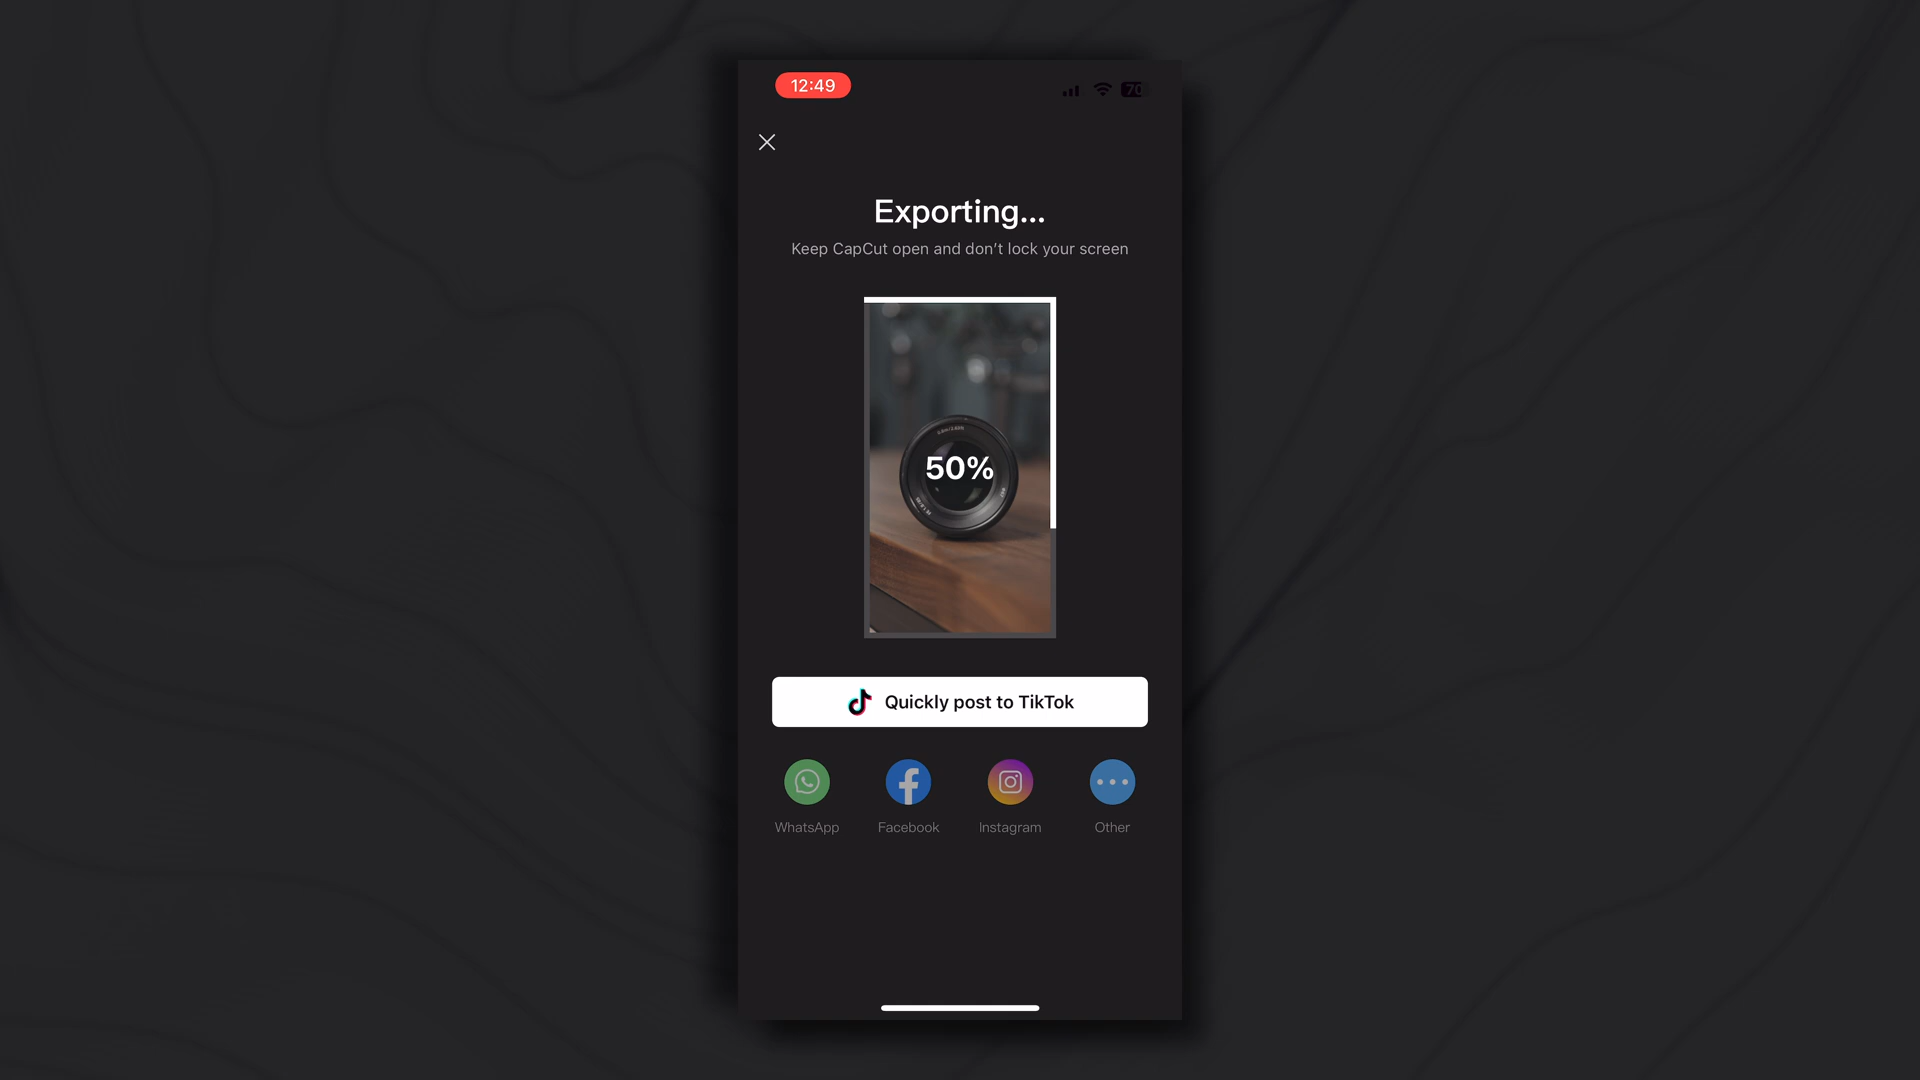 12:49
70
Exporting...
Keep CapCut open and don't lock your screen
50%
Quickly post to TikTok
WhatsApp
Facebook
Instagram
Other